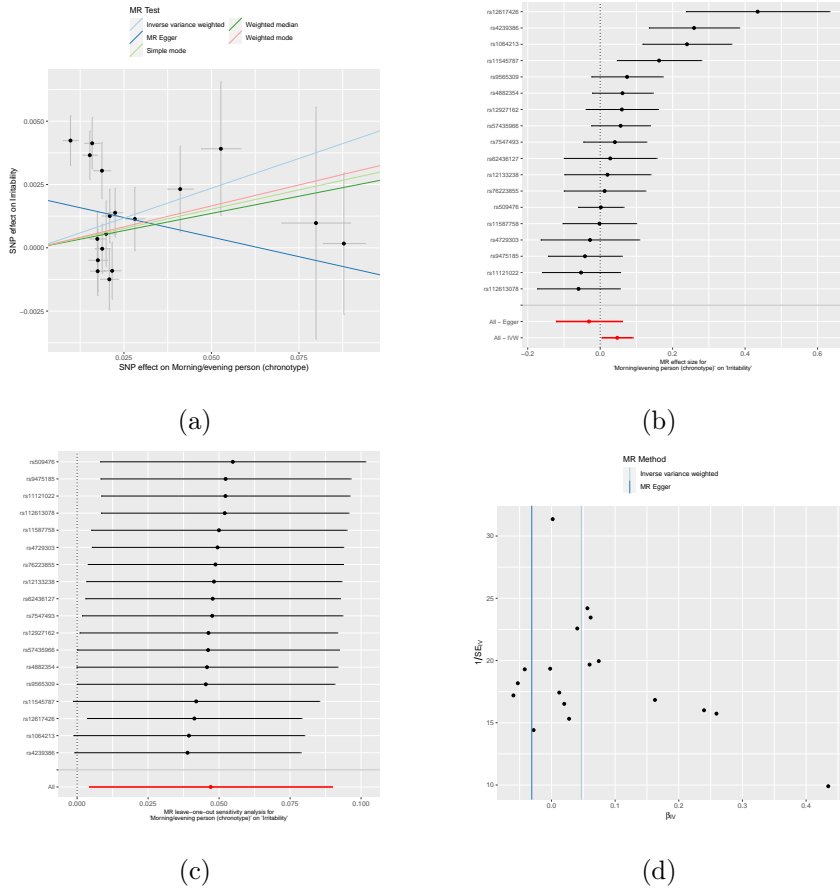 MR Test
Inverse variance weighted
MR Egger
Simple mode
Weighted median
Weighted mode
0.0050
0.0025
0.0000
−0.0025
SNP effect on Irritability
0.025
0.050
0.075
SNP effect on Morning/evening person (chronotype)
(a)
rs12617426
rs4239386
rs1064213
rs11545787
rs9565309
rs4882354
rs12927162
rs57435966
rs7547493
rs62436127
rs12133238
rs76223855
rs509476
rs11587758
rs4729303
rs9475185
rs11121022
rs112613078
All − Egger
All − IVW
−0.2
0.0
0.2
0.4
0.6
MR effect size for
'Morning/evening person (chronotype)' on 'Irritability'
(b)
rs509476
rs9475185
rs11121022
rs112613078
rs11587758
rs4729303
rs76223855
rs12133238
rs62436127
rs7547493
rs12927162
rs57435966
rs4882354
rs9565309
rs11545787
rs12617426
rs1064213
rs4239386
All
0.000
0.025
0.050
0.075
0.100
MR leave−one−out sensitivity analysis for
'Morning/evening person (chronotype)' on 'Irritability'
(c)
MR Method
Inverse variance weighted
MR Egger
30
25
20
15
10
1/SE_IV
0.0
0.1
0.2
0.3
0.4
β_IV
(d)